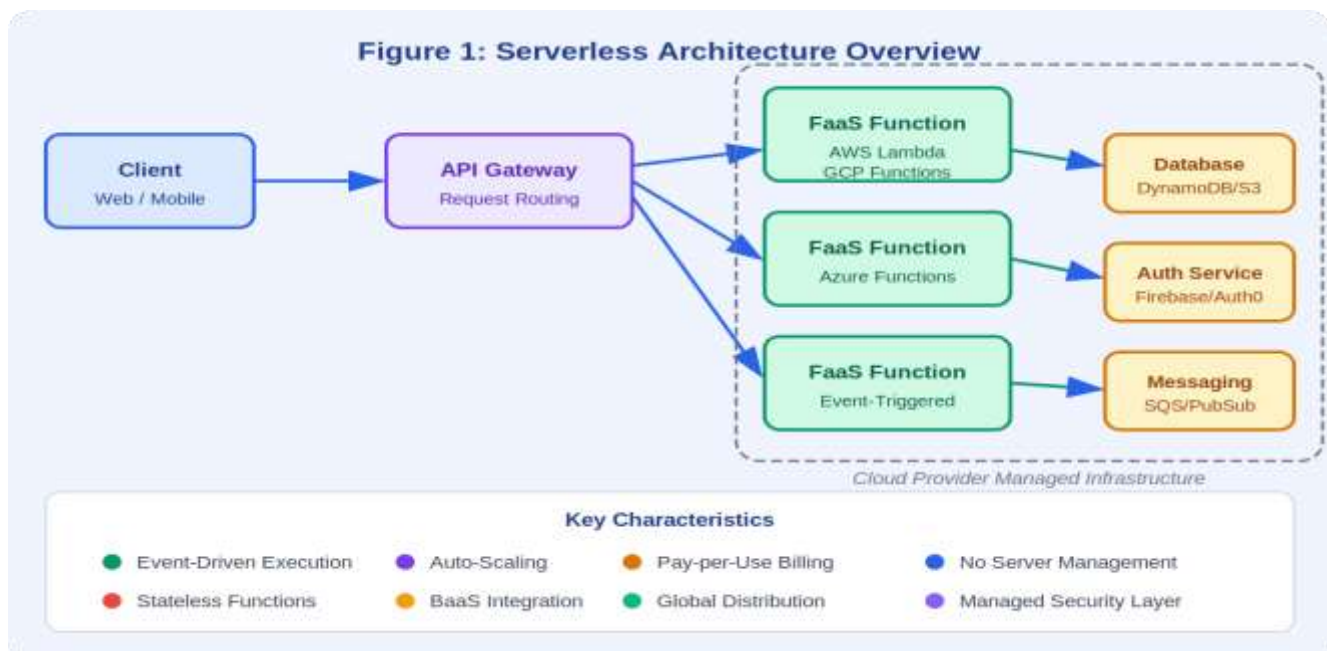 Figure 1: Serverless Architecture Overview
Client
Web / Mobile
API Gateway
Request Routing
FaaS Function
AWS Lambda
GCP Functions
FaaS Function
Azure Functions
FaaS Function
Event-Triggered
Database
DynamoDB/S3
Auth Service
Firebase/Auth0
Messaging
SQS/PubSub
Cloud Provider Managed Infrastructure
Key Characteristics
Event-Driven Execution
Auto-Scaling
Pay-per-Use Billing
No Server Management
Stateless Functions
BaaS Integration
Global Distribution
Managed Security Layer